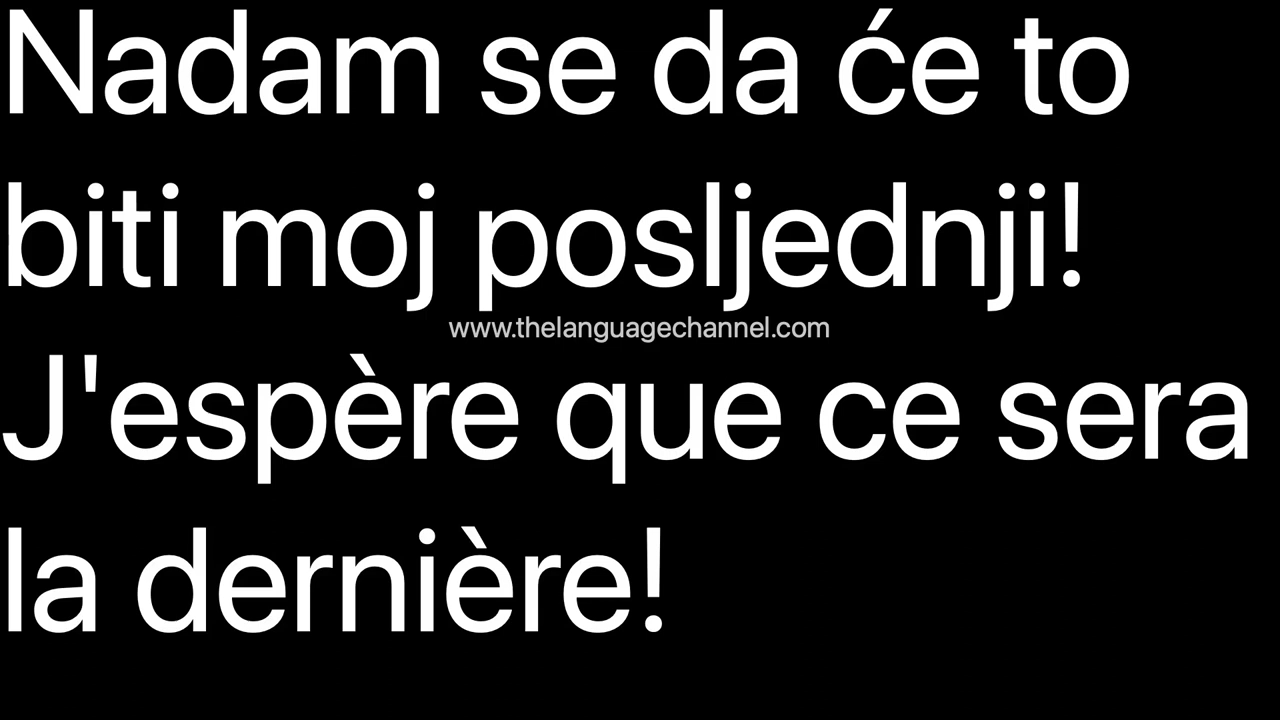 Nadam se da će to
biti moj posljednji!
www.thelanguagechannel.com
J'espère que ce sera
la dernière!